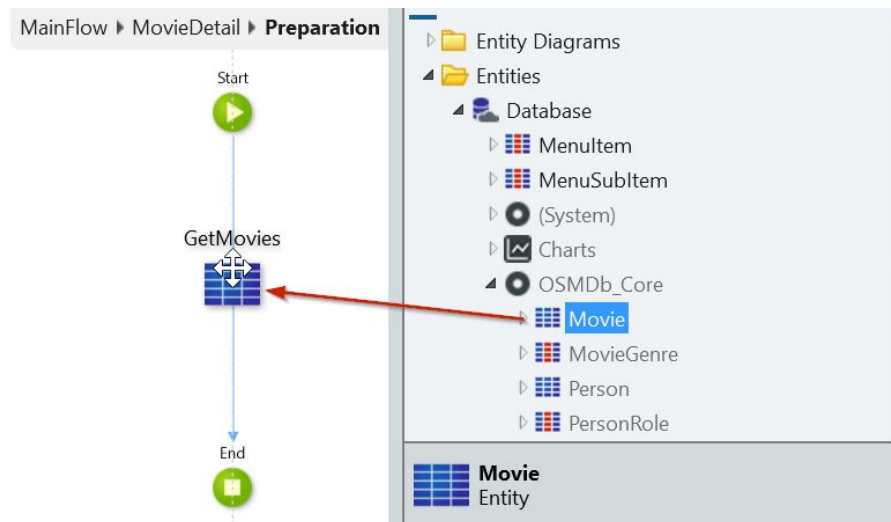 MainFlow MovieDetail Preparation
Start
GetMovies
End
Entity Diagrams
Entities
Database
MenuItem
MenuSubItem
(System)
Charts
OSMDb_Core
Movie
MovieGenre
Person
PersonRole
Movie
Entity